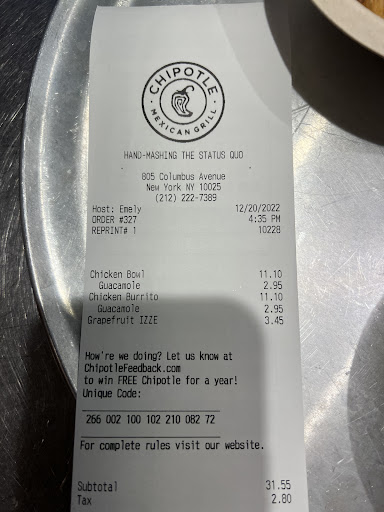 CHIPOTLE
MEXICAN GRILL
HAND-MASHING THE STATUS QUO
805 Columbus Avenue
New York NY 10025
(212) 222-7389
Host: Emely 12/20/2022
ORDER #327 4:35 PM
REPRINT# 1 10228
Chicken Bowl 11.10
Guacamole 2.95
Chicken Burrito 11.10
Guacamole 2.95
Grapefruit IZZE 3.45
How're we doing? Let us know at
ChipotleFeedback.com
to win FREE Chipotle for a year!
Unique Code:
266 002 100 102 210 082 72
For complete rules visit our website.
Subtotal 31.55
Tax 2.80